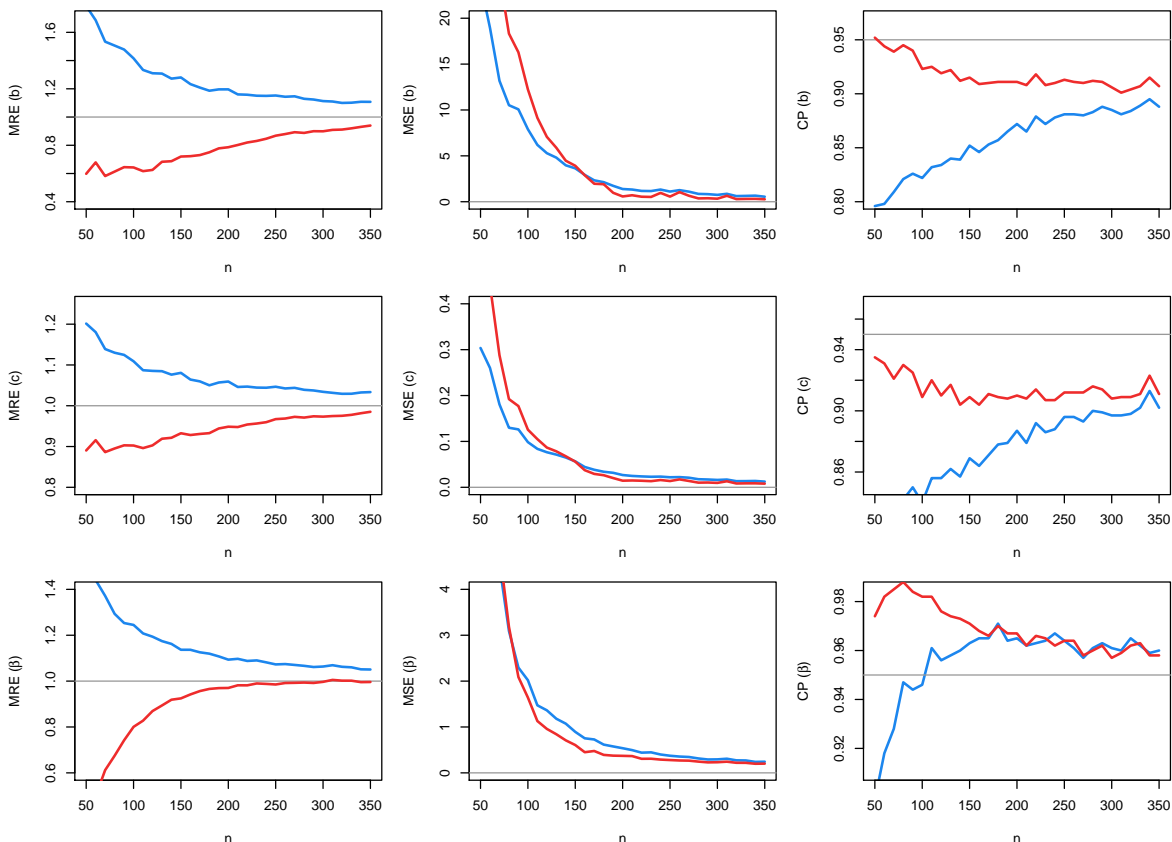 MRE (b)
0.4 0.8 1.2 1.6
50 100 150 200 250 300 350
n
MSE (b)
0 5 10 15 20
50 100 150 200 250 300 350
n
CP (b)
0.80 0.85 0.90 0.95
50 100 150 200 250 300 350
n
MRE (c)
0.8 0.9 1.0 1.1 1.2
50 100 150 200 250 300 350
n
MSE (c)
0.0 0.1 0.2 0.3 0.4
50 100 150 200 250 300 350
n
CP (c)
0.86 0.90 0.94
50 100 150 200 250 300 350
n
MRE (β)
0.6 0.8 1.0 1.2 1.4
50 100 150 200 250 300 350
n
MSE (β)
0 1 2 3 4
50 100 150 200 250 300 350
n
CP (β)
0.92 0.94 0.96 0.98
50 100 150 200 250 300 350
n